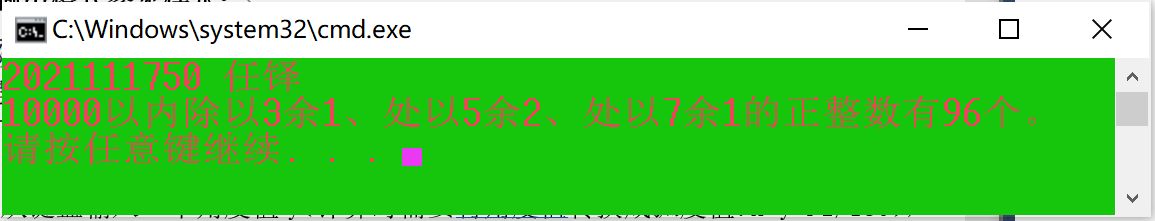 C:\Windows\system32\cmd.exe
2021111750 任铎
10000以内除以3余1、处以5余2、处以7余1的正整数有96个。
请按任意键继续. . .